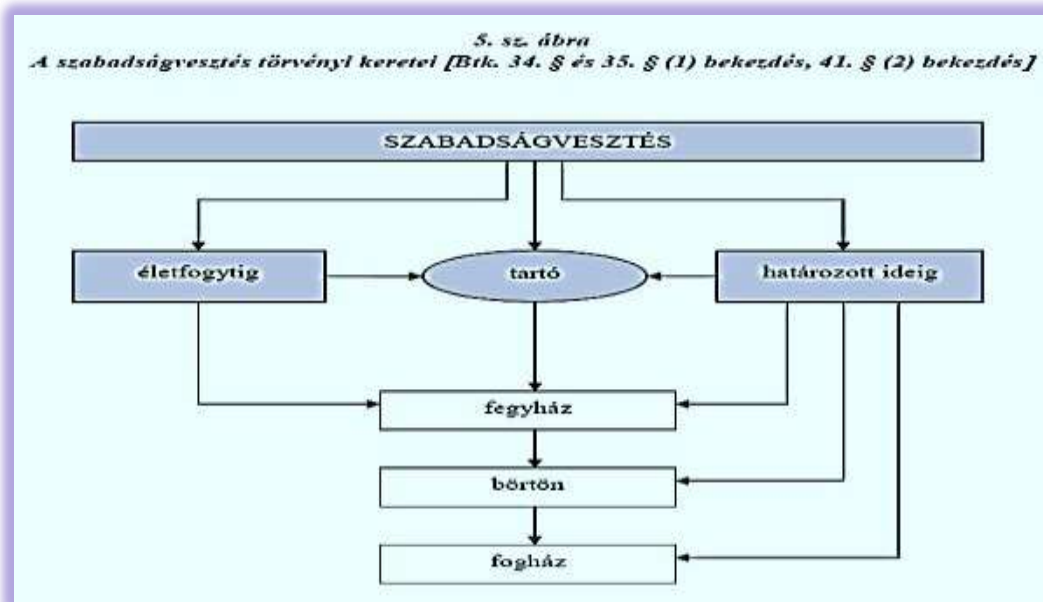 5. sz. ábra
A szabadságvesztés törvényi keretei [Btk. 34. § és 35. § (1) bekezdés, 41. § (2) bekezdés]
SZABADSÁGVESZTÉS
életfogytig
tartó
határozott ideig
fegyház
börtön
fogház